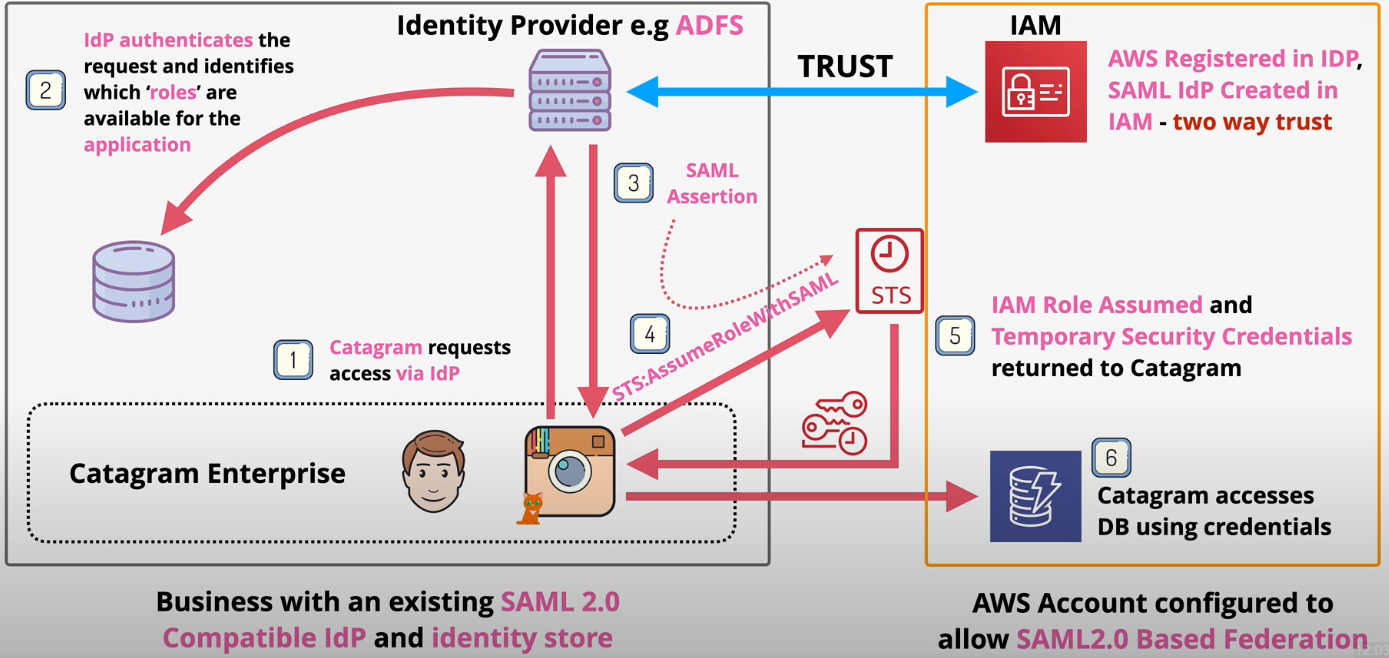 Identity Provider e.g ADFS
2
IdP authenticates the
request and identifies
which ‘roles’ are
available for the
application
TRUST
IAM
AWS Registered in IDP,
SAML IdP Created in
IAM - two way trust
3
SAML
Assertion
STS
1
Catagram requests
access via IdP
4
STS:AssumeRoleWithSAML
5
IAM Role Assumed and
Temporary Security Credentials
returned to Catagram
Catagram Enterprise
6
Catagram accesses
DB using credentials
Business with an existing SAML 2.0
Compatible IdP and identity store
AWS Account configured to
allow SAML2.0 Based Federation
12:03